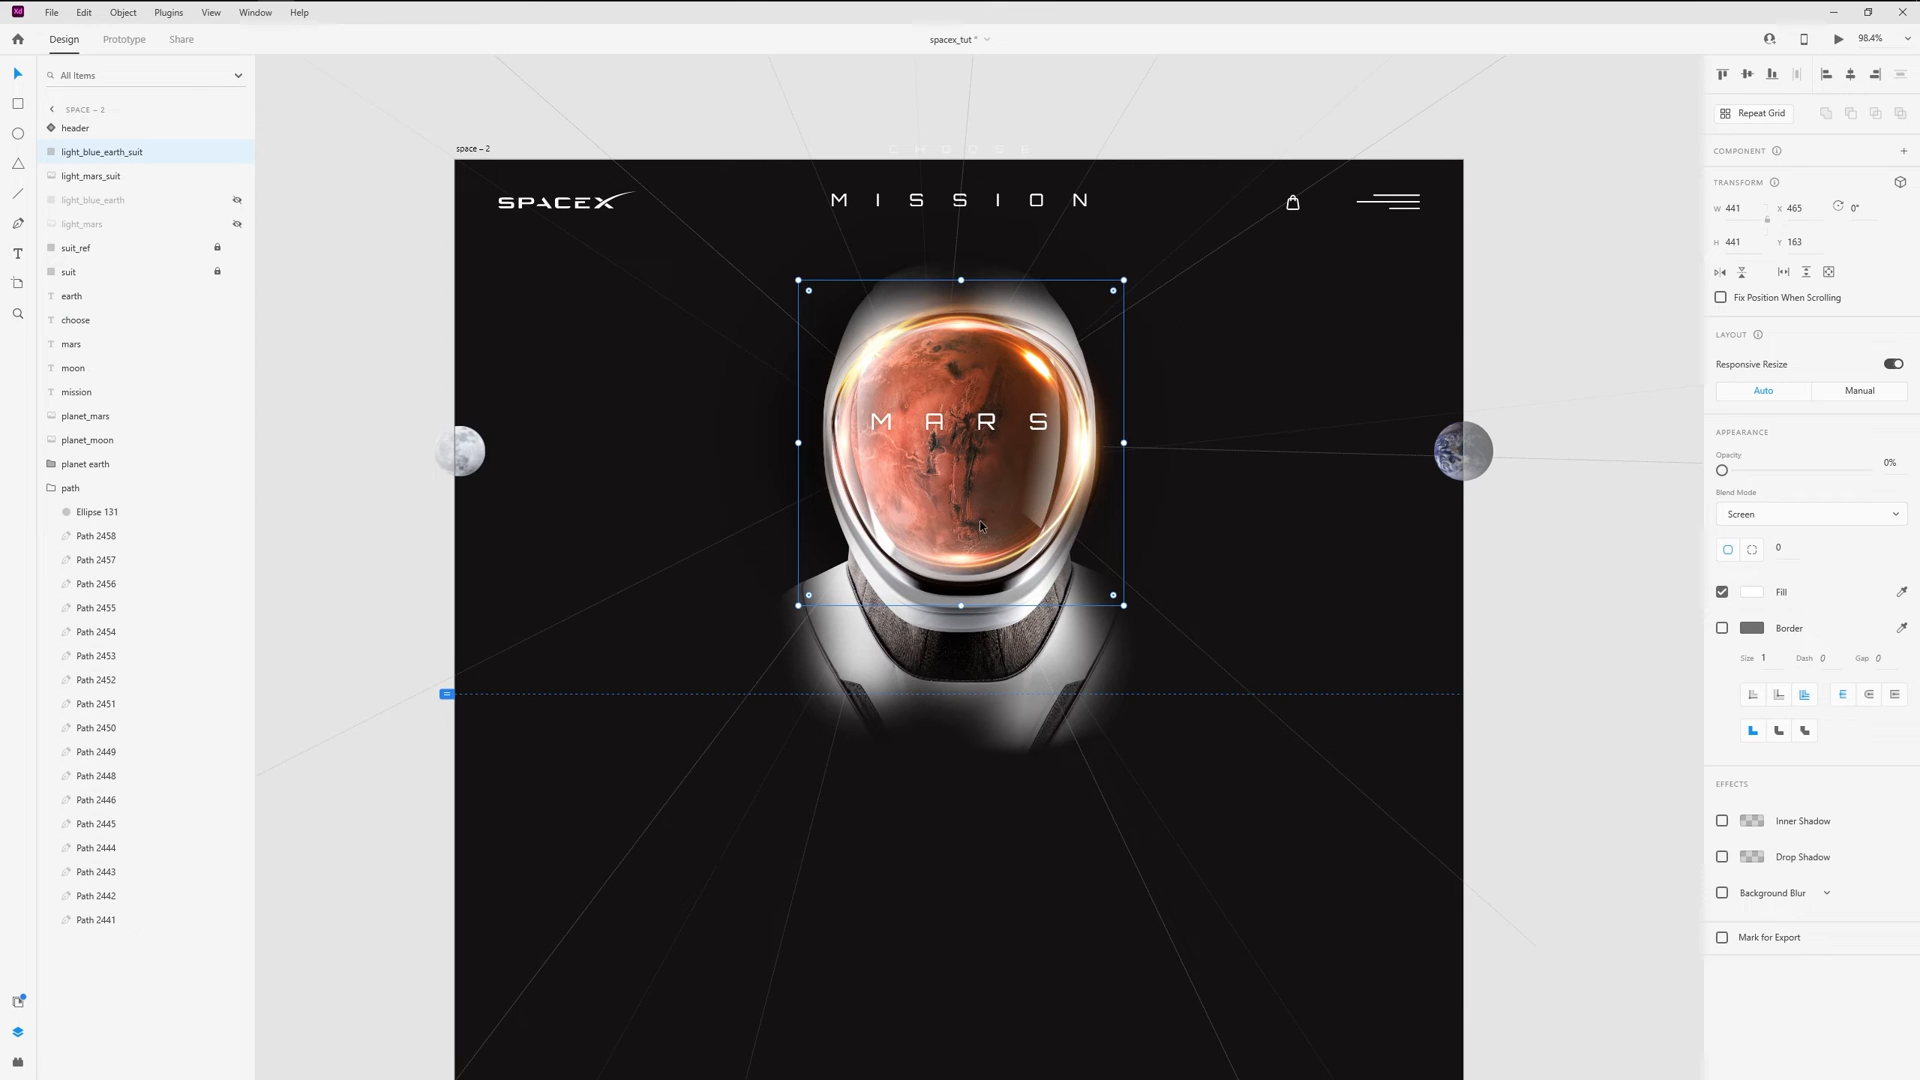 Xd File Edit Object Plugins View Window Help
Design Prototype Share spacex_tut * 98.4%
All Items
SPACE – 2
header
light_blue_earth_suit
light_mars_suit
light_blue_earth
light_mars
suit_ref
suit
earth
choose
mars
moon
mission
planet_mars
planet_moon
planet earth
path
Ellipse 131
Path 2458
Path 2457
Path 2456
Path 2455
Path 2454
Path 2453
Path 2452
Path 2451
Path 2450
Path 2449
Path 2448
Path 2446
Path 2445
Path 2444
Path 2443
Path 2442
Path 2441
space – 2
CHOOSE
SPACEX
MISSION
MARS
Repeat Grid
COMPONENT
TRANSFORM
W 441 X 465 0°
H 441 Y 163
Fix Position When Scrolling
LAYOUT
Responsive Resize
Auto Manual
APPEARANCE
Opacity
0%
Blend Mode
Screen
0
Fill
Border
Size 1 Dash 0 Gap 0
EFFECTS
Inner Shadow
Drop Shadow
Background Blur
Mark for Export